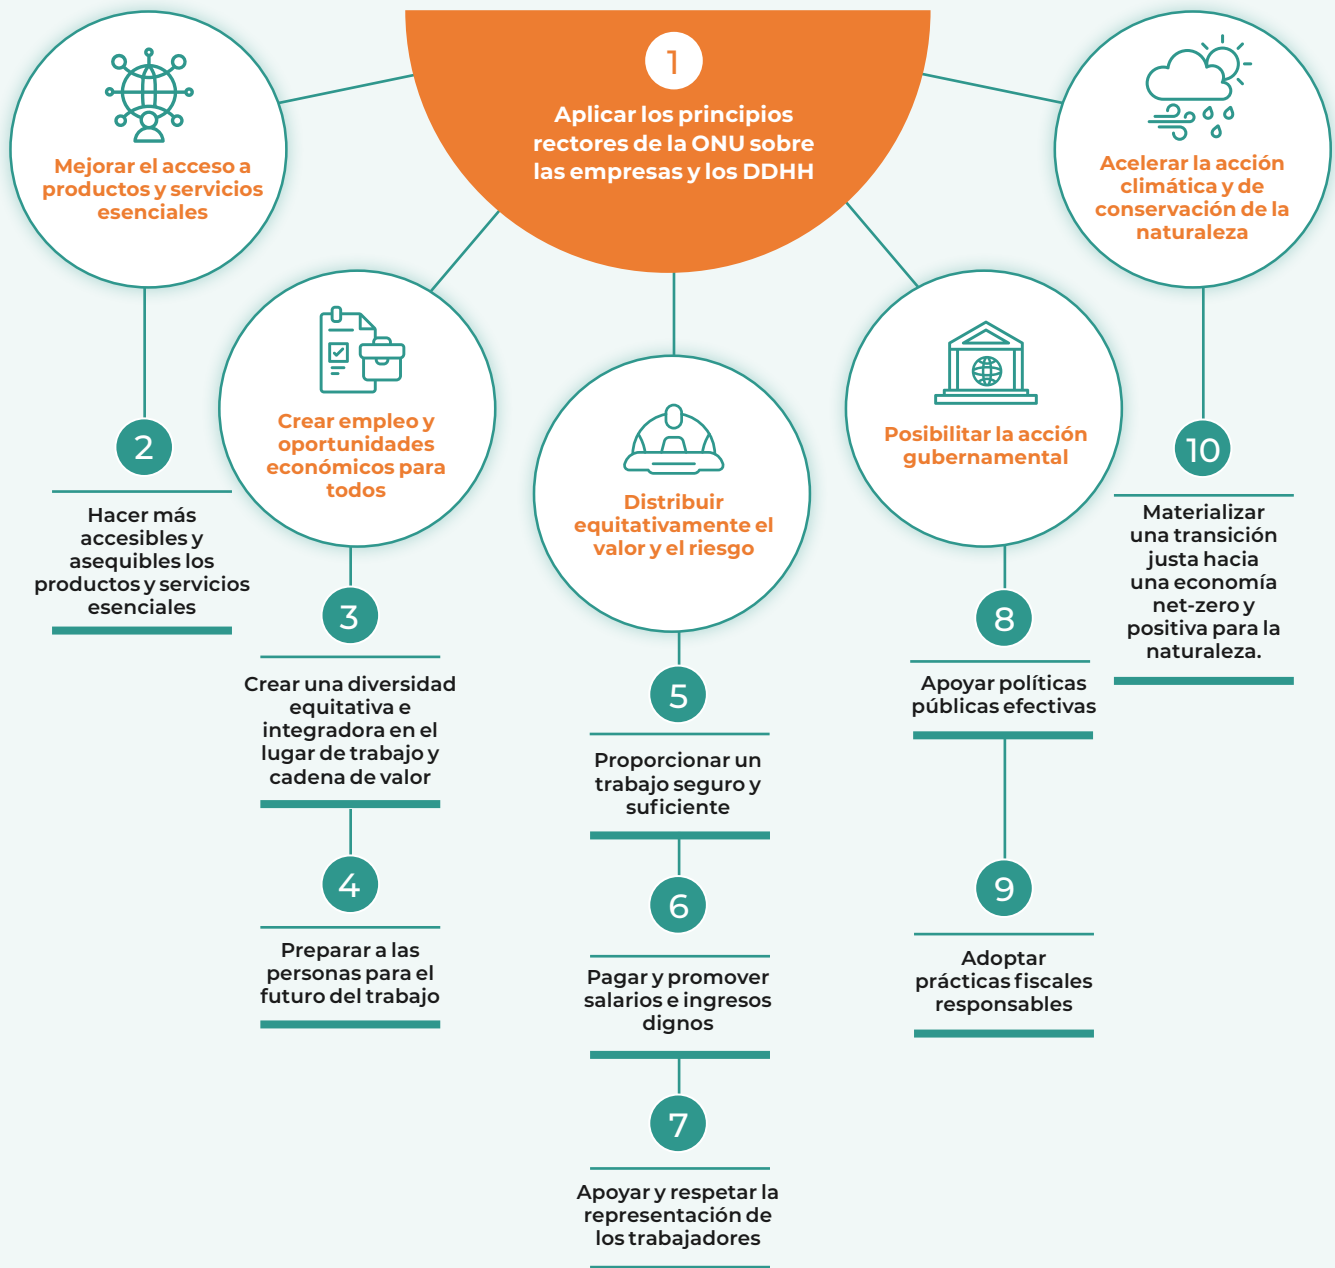 1
Aplicar los principios
rectores de la ONU sobre
las empresas y los DDHH
Mejorar el acceso a
productos y servicios
esenciales
2
Hacer más
accesibles y
asequibles los
productos y servicios
esenciales
Crear empleo y
oportunidades
económicos para
todos
3
Crear una diversidad
equitativa e
integradora en el
lugar de trabajo y
cadena de valor
4
Preparar a las
personas para el
futuro del trabajo
Distribuir
equitativamente el
valor y el riesgo
5
Proporcionar un
trabajo seguro y
suficiente
6
Pagar y promover
salarios e ingresos
dignos
7
Apoyar y respetar la
representación de
los trabajadores
Posibilitar la acción
gubernamental
8
Apoyar políticas
públicas efectivas
9
Adoptar
prácticas fiscales
responsables
Acelerar la acción
climática y de
conservación de la
naturaleza
10
Materializar
una transición
justa hacia
una economía
net-zero y
positiva para la
naturaleza.